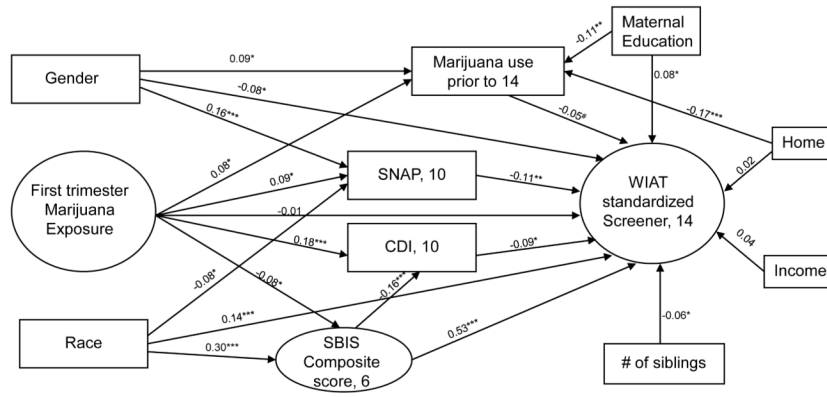 Gender
First trimester
Marijuana
Exposure
Race
Marijuana use
prior to 14
SNAP, 10
CDI, 10
SBIS
Composite
score, 6
Maternal
Education
WIAT
standardized
Screener, 14
Home
Income
# of siblings
0.09*
-0.08*
0.16***
0.08*
0.09*
-0.01
0.18***
-0.08*
-0.08*
0.14***
0.30***
-0.16***
-0.11**
-0.09*
0.53***
-0.05#
-0.11**
0.08*
-0.17***
0.02
0.04
-0.06*